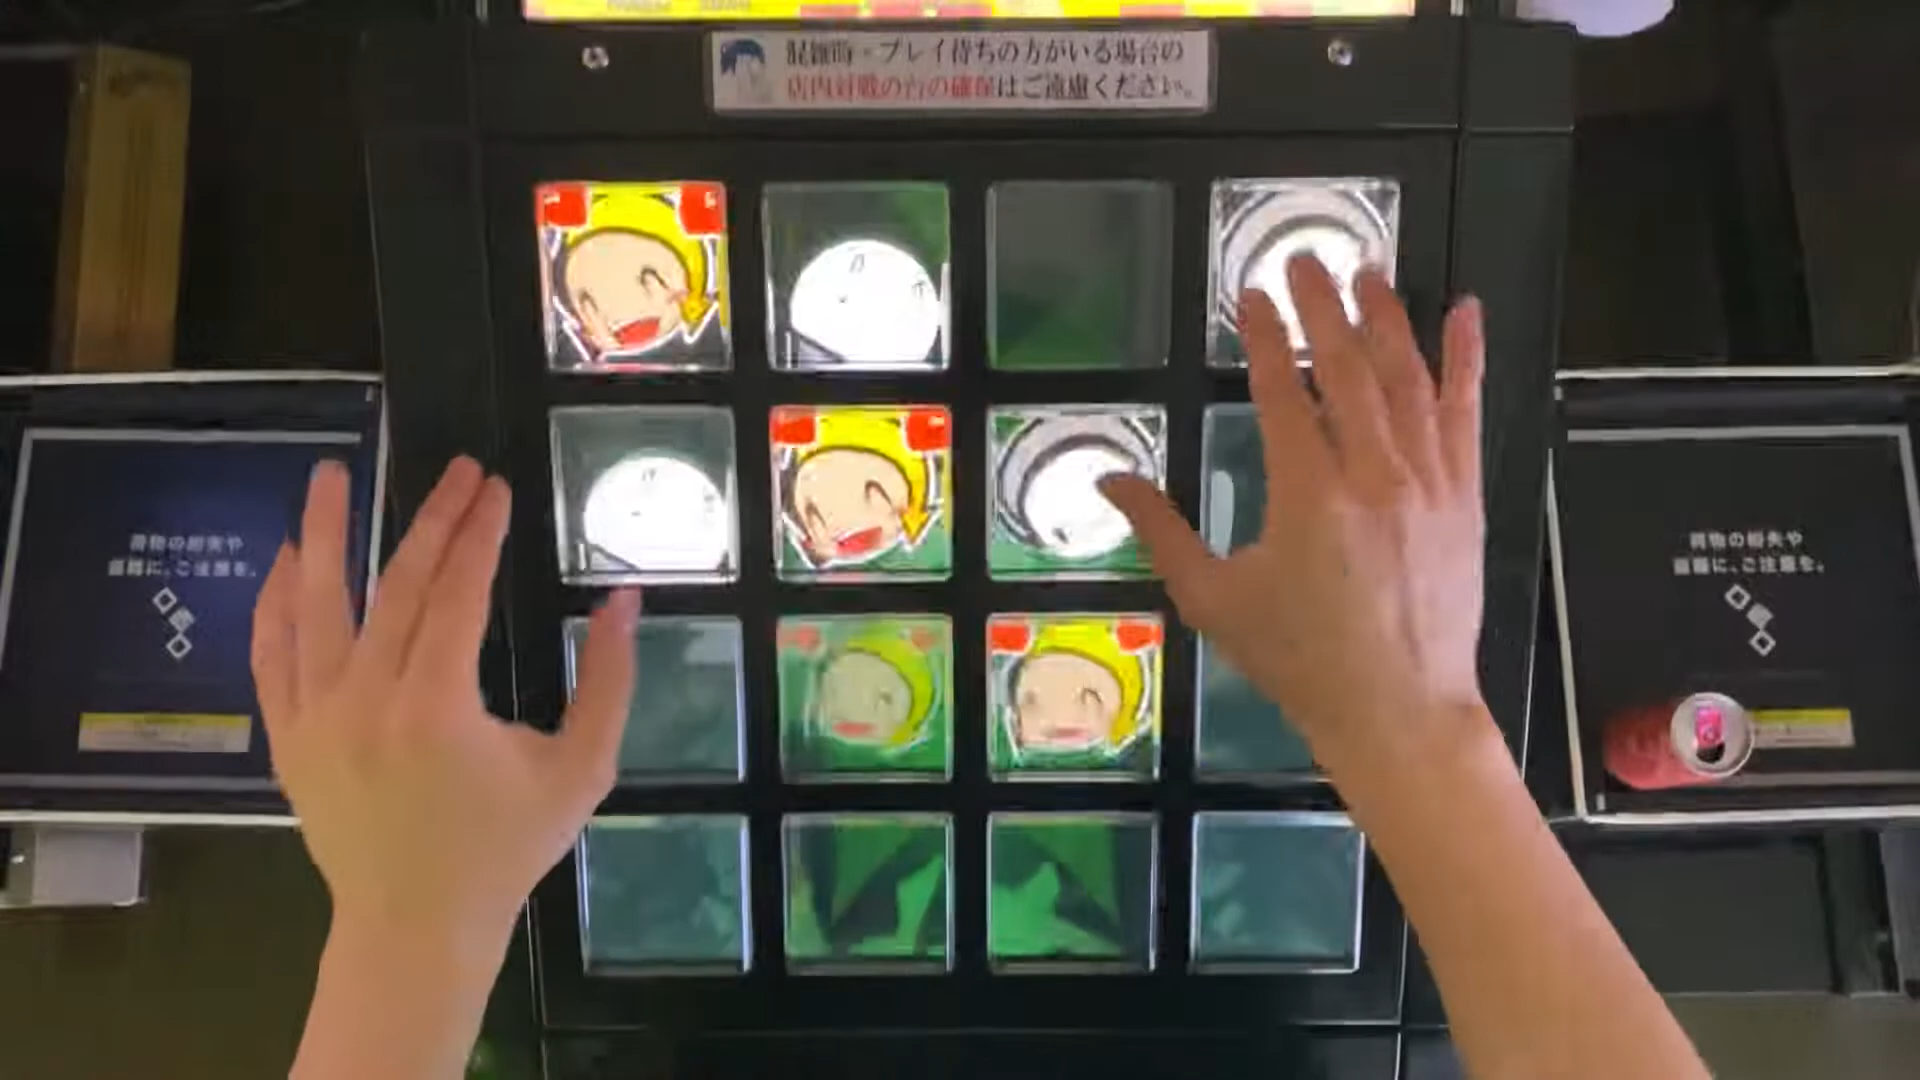 混雑時・プレイ待ちの方がいる場合の
店内対戦の台の確保はご遠慮ください。
荷物の紛失や
盗難に、ご注意を。
荷物の紛失や
盗難に、ご注意を。